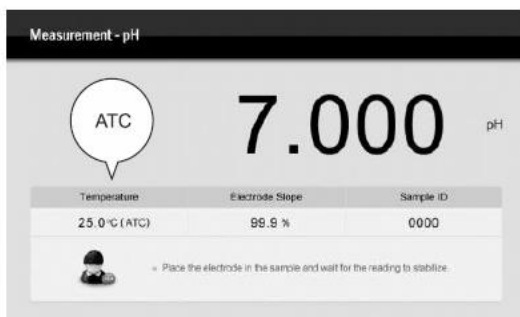 Measurement - pH
ATC
7.000 pH
Temperature Electrode Slope Sample ID
25.0℃ (ATC) 99.9 % 0000
» Place the electrode in the sample and wait for the reading to stabilize.